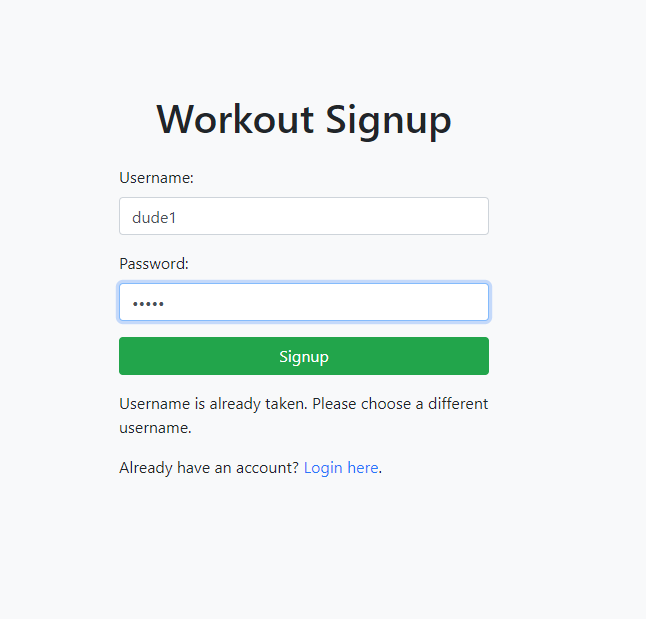 Workout Signup
Username:
dude1
Password:
•••••
Signup
Username is already taken. Please choose a different
username.
Already have an account? Login here.